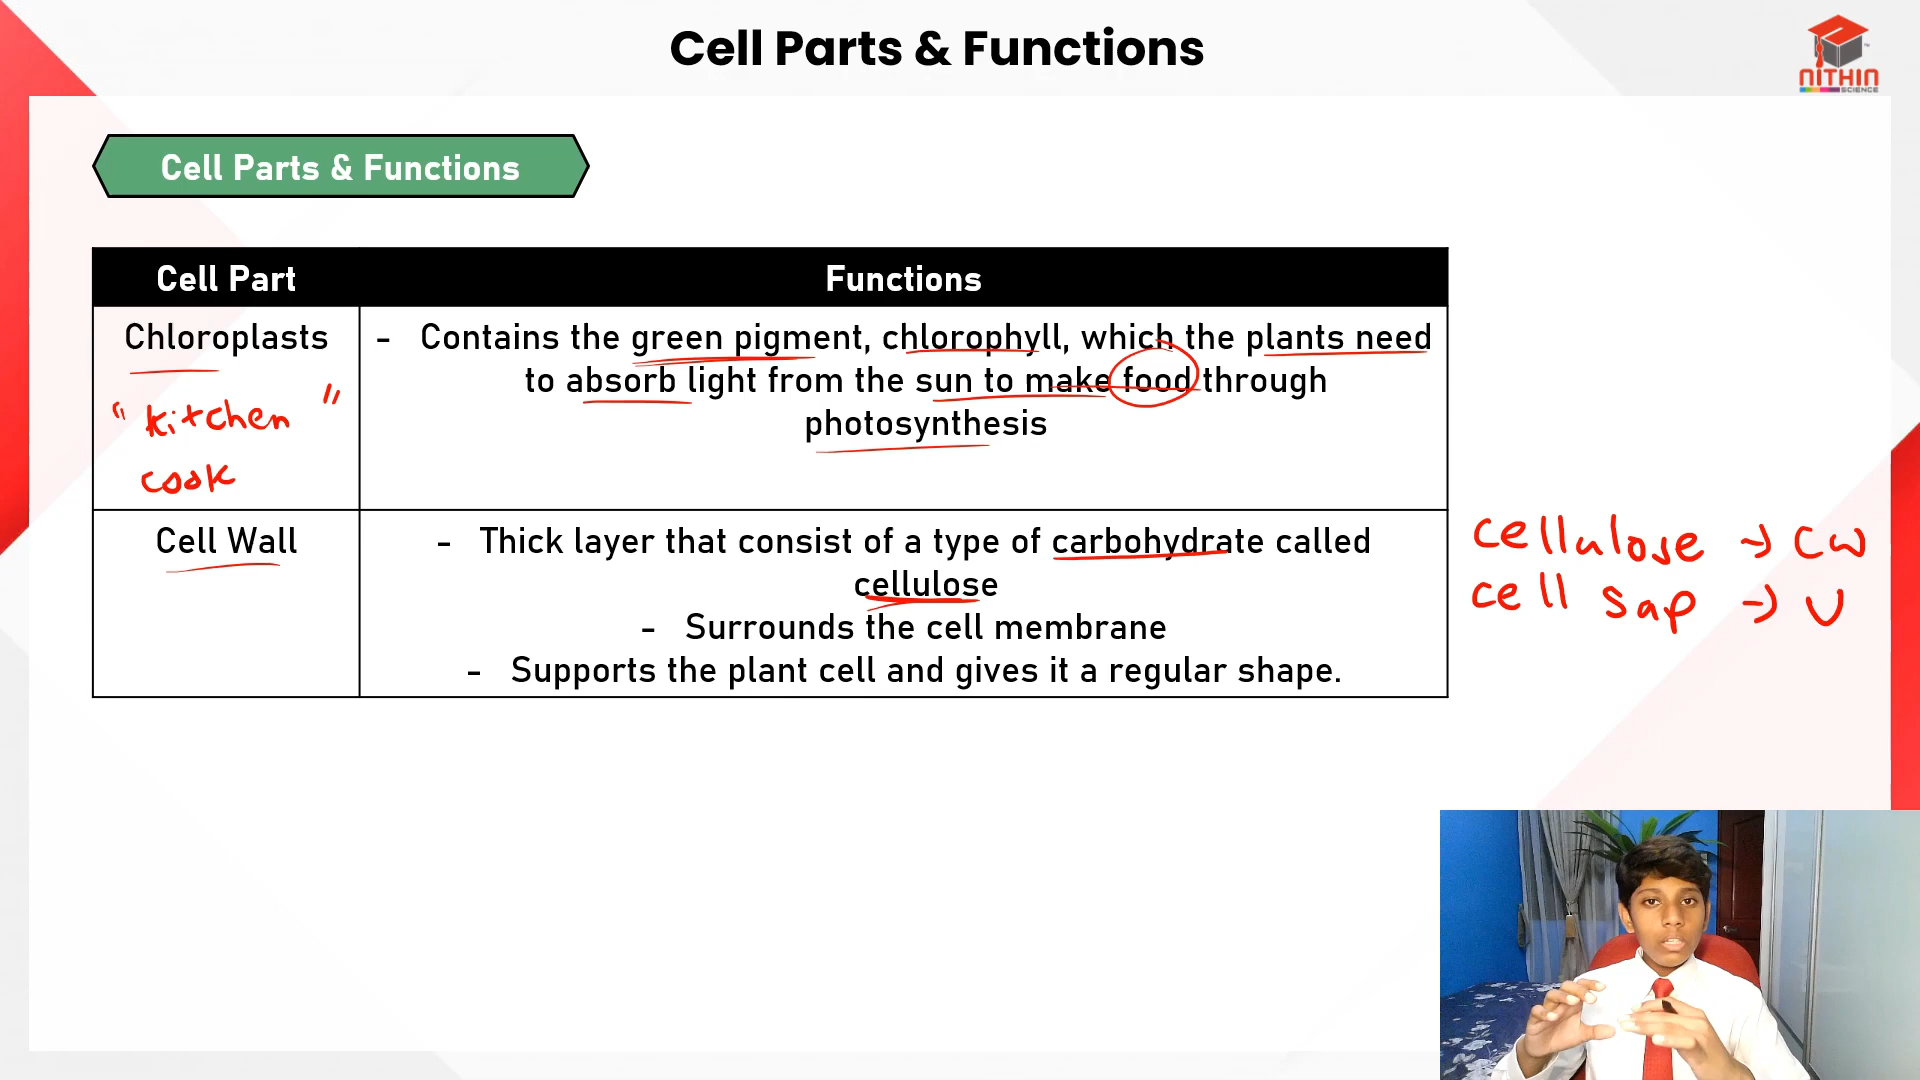 Cell Parts & Functions
NITHIN
SCIENCE
Cell Parts & Functions
Cell Part
Functions
Chloroplasts
"kitchen"
cook
- Contains the green pigment, chlorophyll, which the plants need
to absorb light from the sun to make food through
photosynthesis
Cell Wall
- Thick layer that consist of a type of carbohydrate called
cellulose
- Surrounds the cell membrane
- Supports the plant cell and gives it a regular shape.
cellulose → CW
cell sap → V